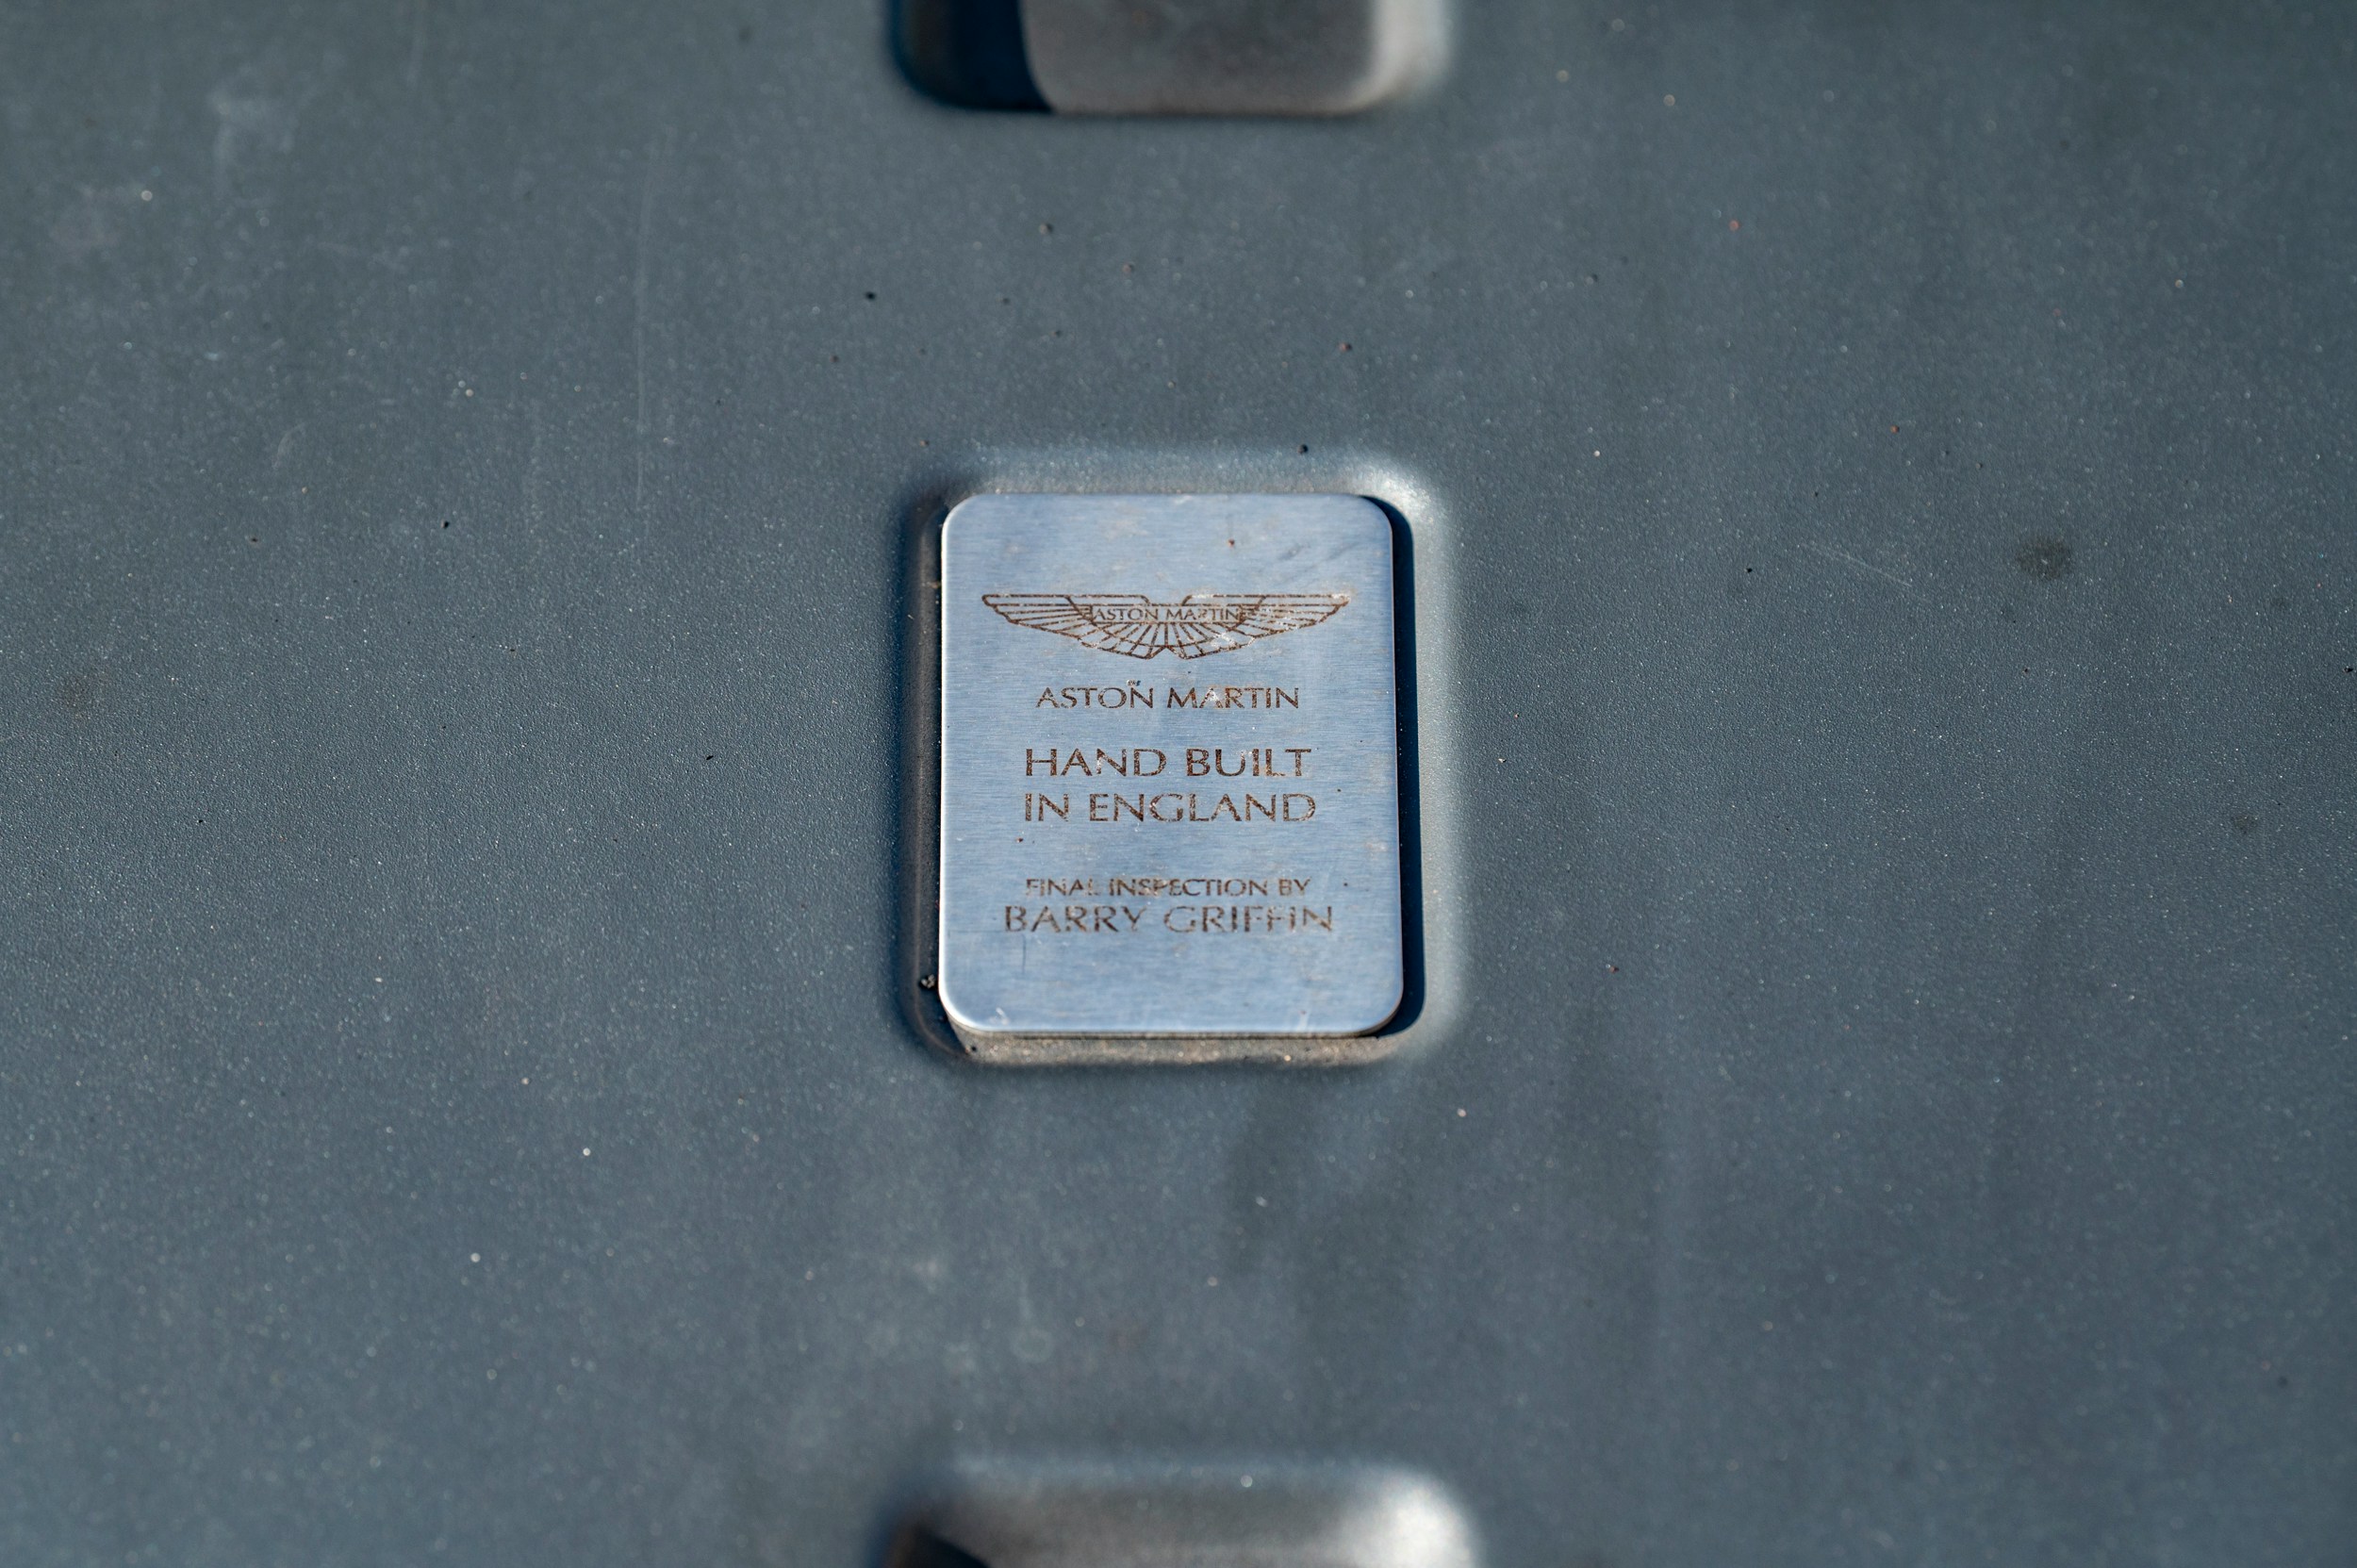 ASTON MARTIN
ASTON MARTIN
HAND BUILT
IN ENGLAND
FINAL INSPECTION BY
BARRY GRIFFIN